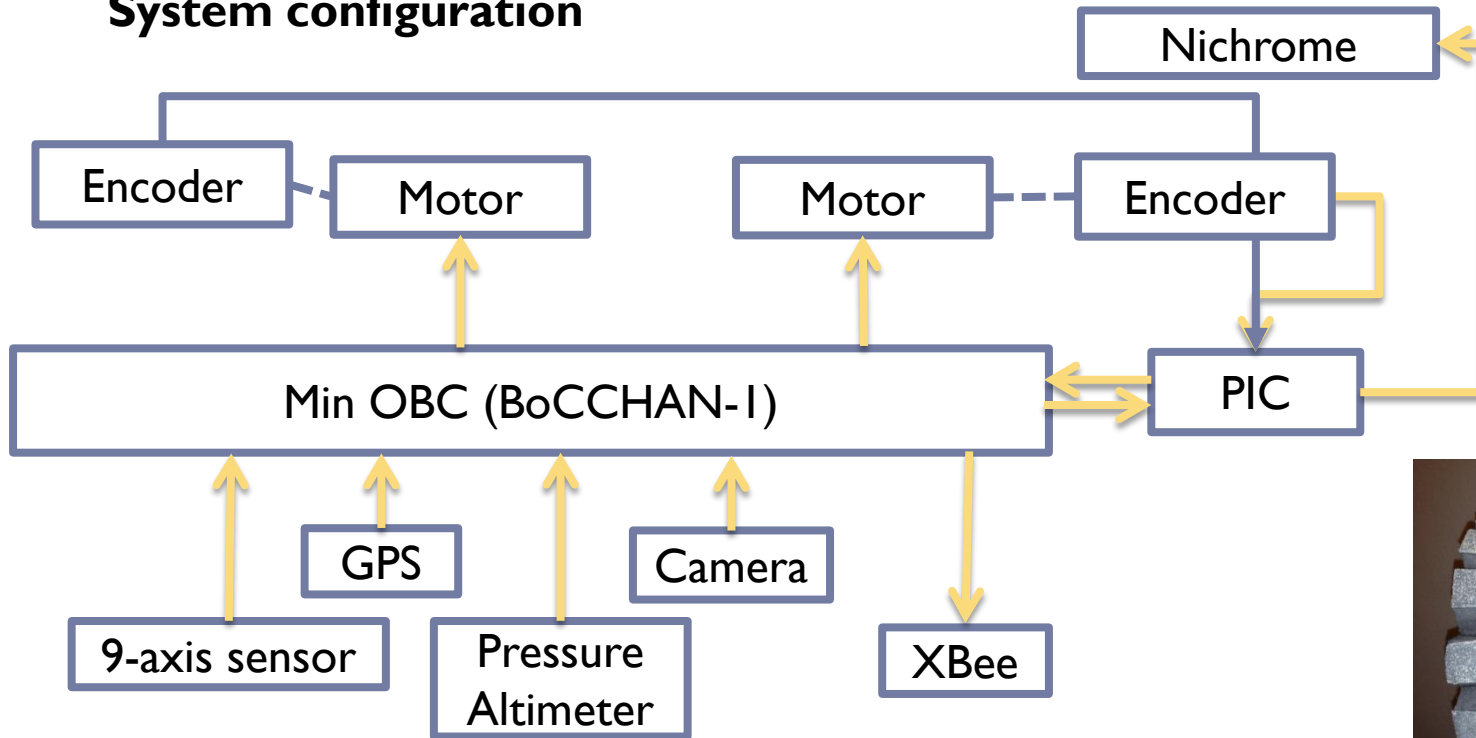 System configuration
Nichrome
Encoder
Motor
Motor
Encoder
Min OBC (BoCCHAN-1)
PIC
GPS
Camera
9-axis sensor
Pressure
Altimeter
XBee